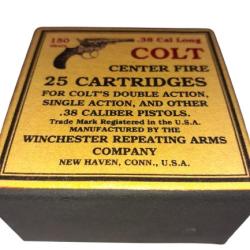 150 .38 Cal Long
COLT
CENTER FIRE
25 CARTRIDGES
FOR COLT'S DOUBLE ACTION,
SINGLE ACTION, AND OTHER
.38 CALIBER PISTOLS.
Trade Mark Registered in the U.S.A.
MANUFACTURED BY THE
WINCHESTER REPEATING ARMS
COMPANY
NEW HAVEN, CONN., U.S.A.